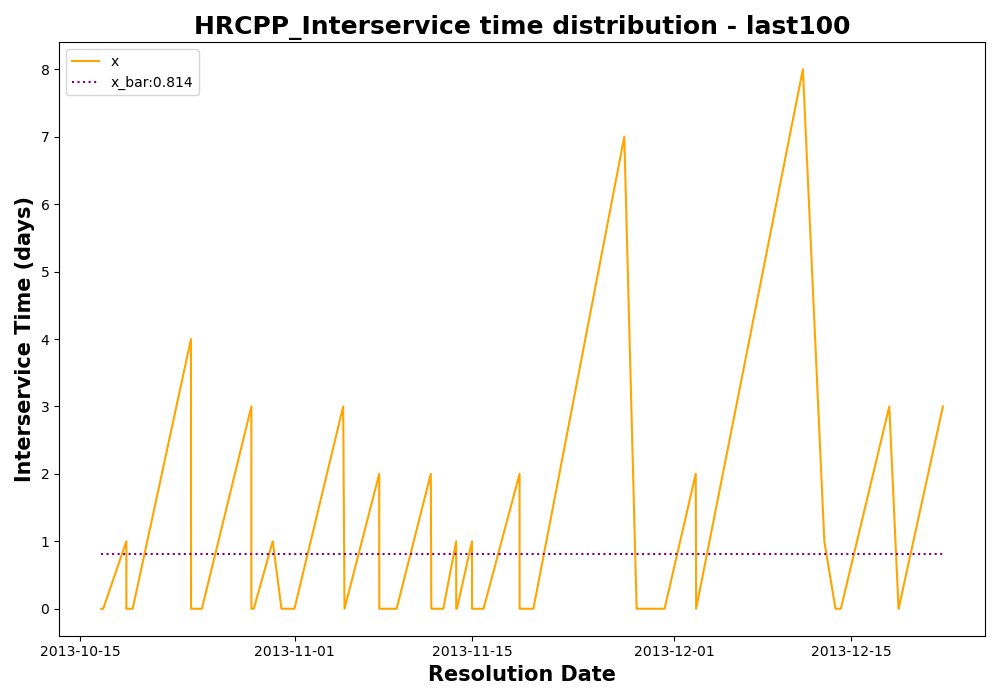 HRCPP_Interservice time distribution - last100
x
x_bar:0.814
8
7
6
5
4
3
2
1
0
Interservice Time (days)
2013-10-15
2013-11-01
2013-11-15
2013-12-01
2013-12-15
Resolution Date